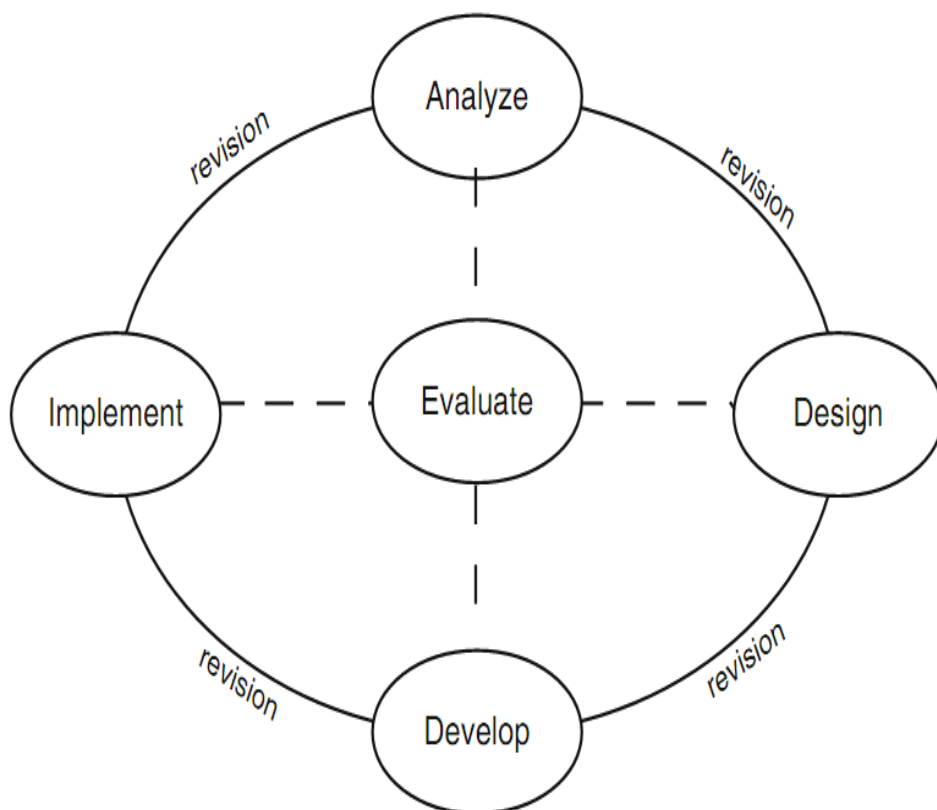 Analyze
revision
revision
Implement
Evaluate
Design
revision
revision
Develop